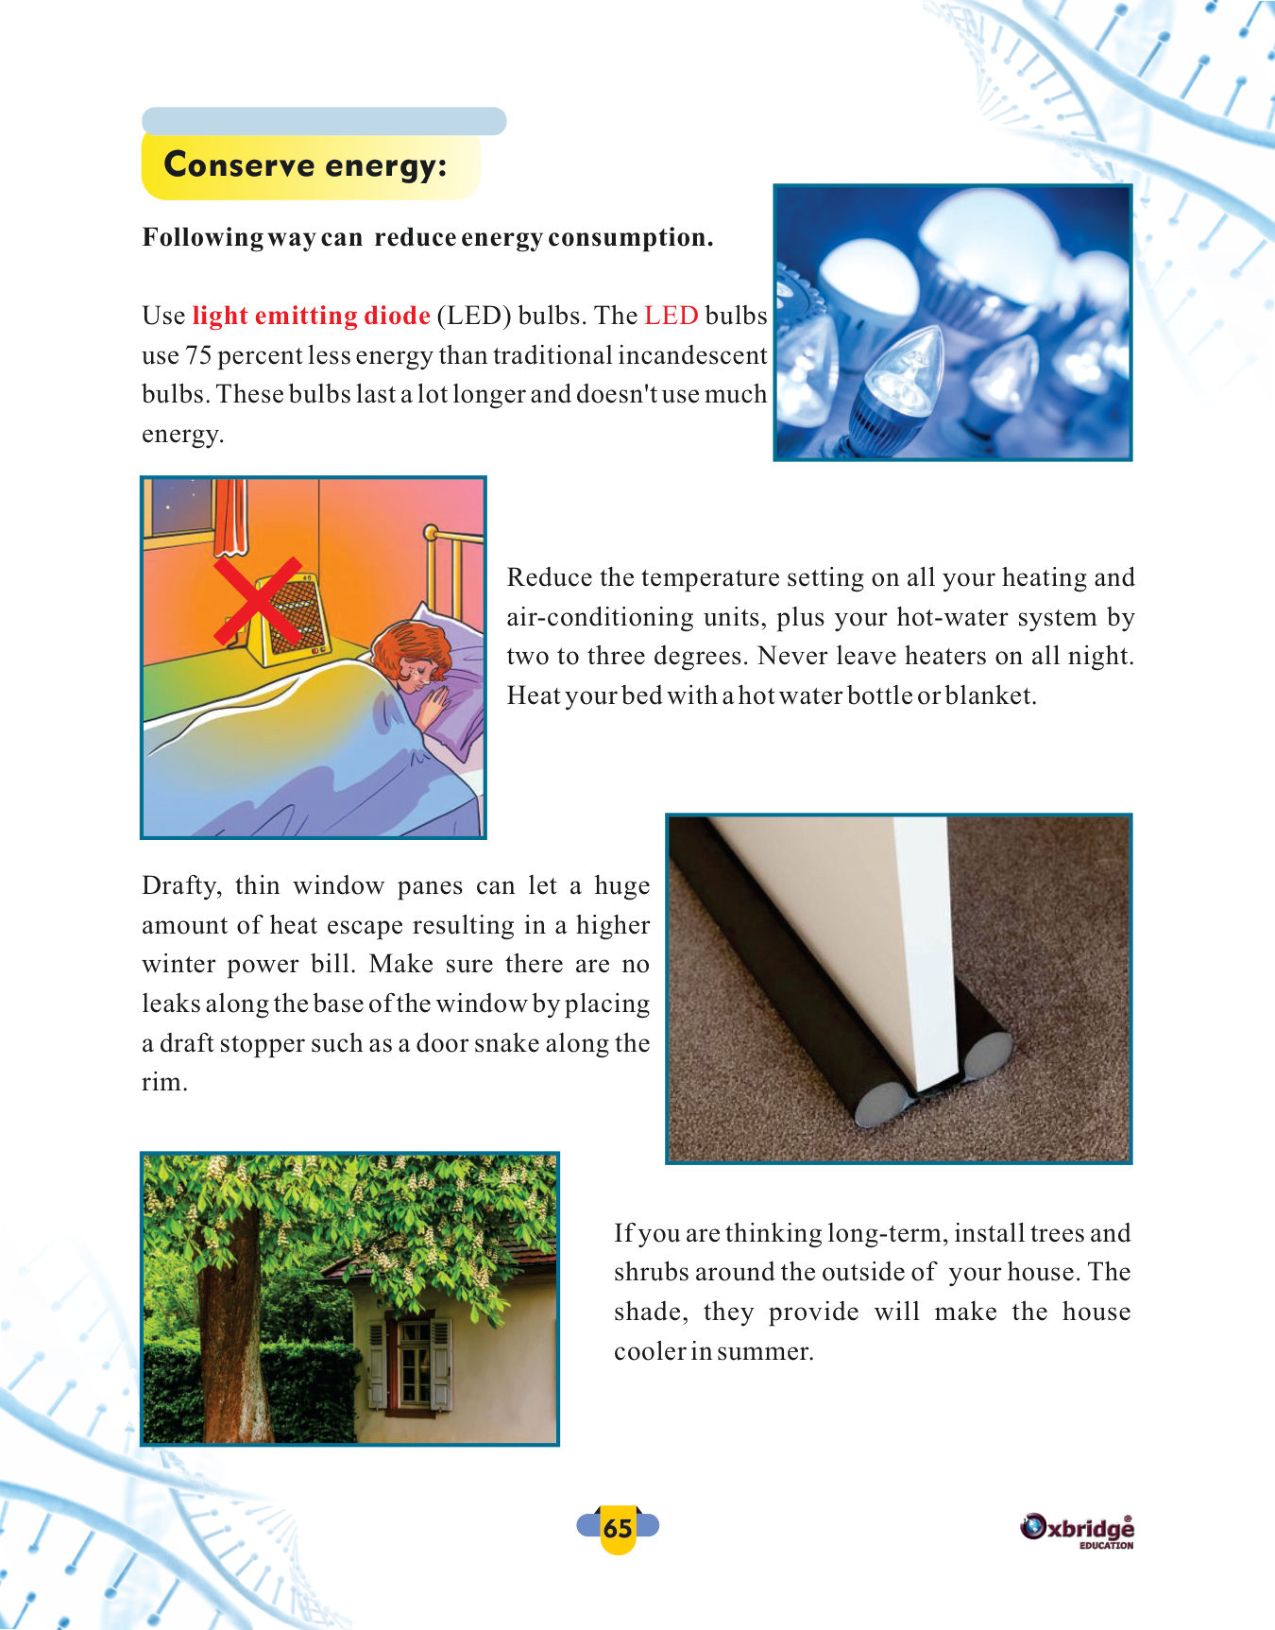 Conserve energy:
Following way can reduce energy consumption.
Use light emitting diode (LED) bulbs. The LED bulbs
use 75 percent less energy than traditional incandescent
bulbs. These bulbs last a lot longer and doesn't use much
energy.
Reduce the temperature setting on all your heating and
air-conditioning units, plus your hot-water system by
two to three degrees. Never leave heaters on all night.
Heat your bed with a hot water bottle or blanket.
Drafty, thin window panes can let a huge
amount of heat escape resulting in a higher
winter power bill. Make sure there are no
leaks along the base of the window by placing
a draft stopper such as a door snake along the
rim.
If you are thinking long-term, install trees and
shrubs around the outside of your house. The
shade, they provide will make the house
cooler in summer.
65
Oxbridge®
EDUCATION